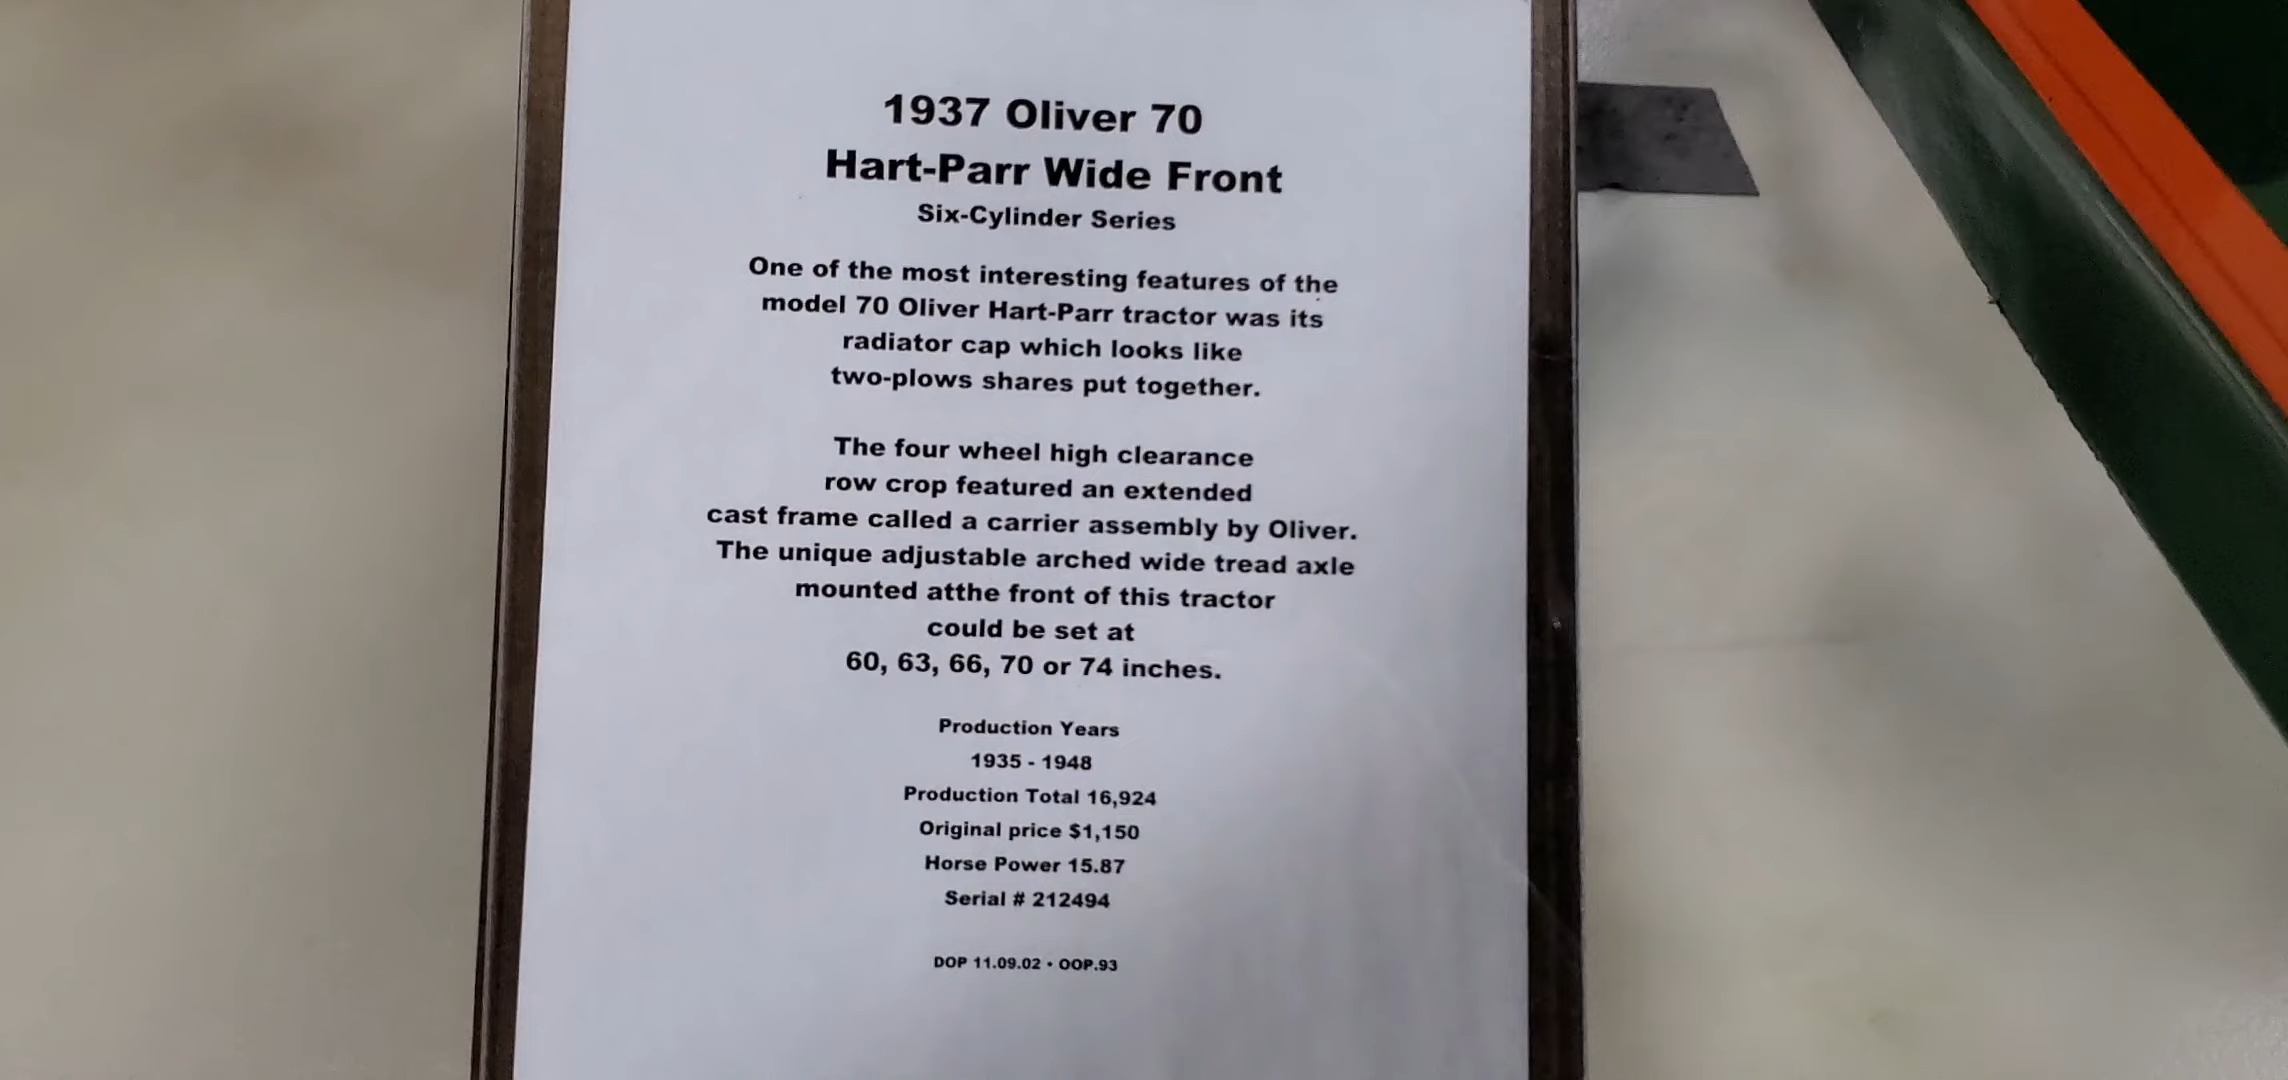 1937 Oliver 70
Hart-Parr Wide Front
Six-Cylinder Series
One of the most interesting features of the
model 70 Oliver Hart-Parr tractor was its
radiator cap which looks like
two-plows shares put together.
The four wheel high clearance
row crop featured an extended
cast frame called a carrier assembly by Oliver.
The unique adjustable arched wide tread axle
mounted atthe front of this tractor
could be set at
60, 63, 66, 70 or 74 inches.
Production Years
1935 - 1948
Production Total 16,924
Original price $1,150
Horse Power 15.87
Serial # 212494
DOP 11.09.02 • OOP.93